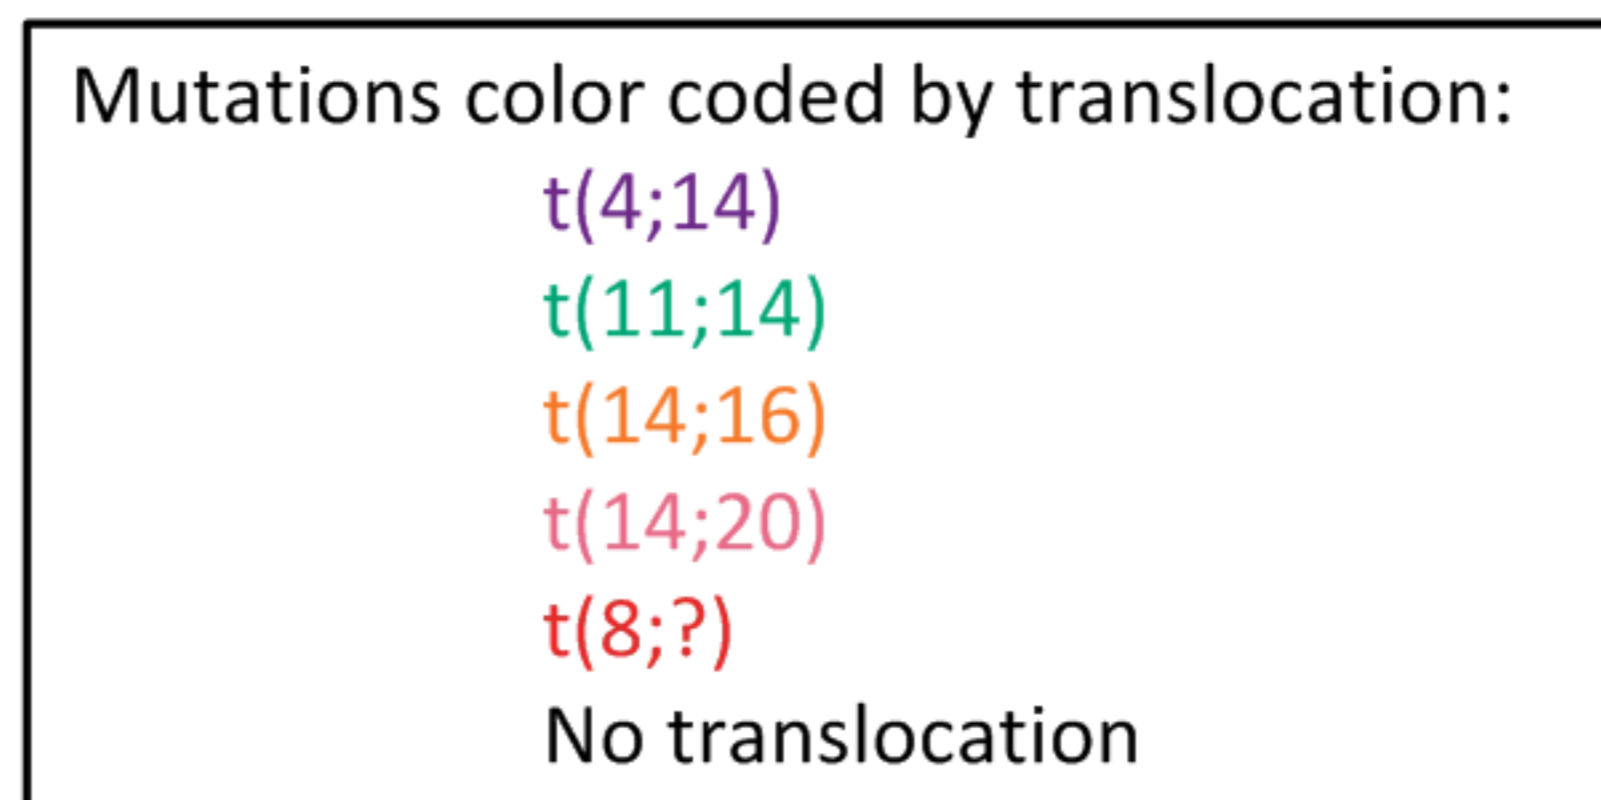 Mutations color coded by translocation:
t(4;14)
t(11;14)
t(14;16)
t(14;20)
t(8;?)
No translocation